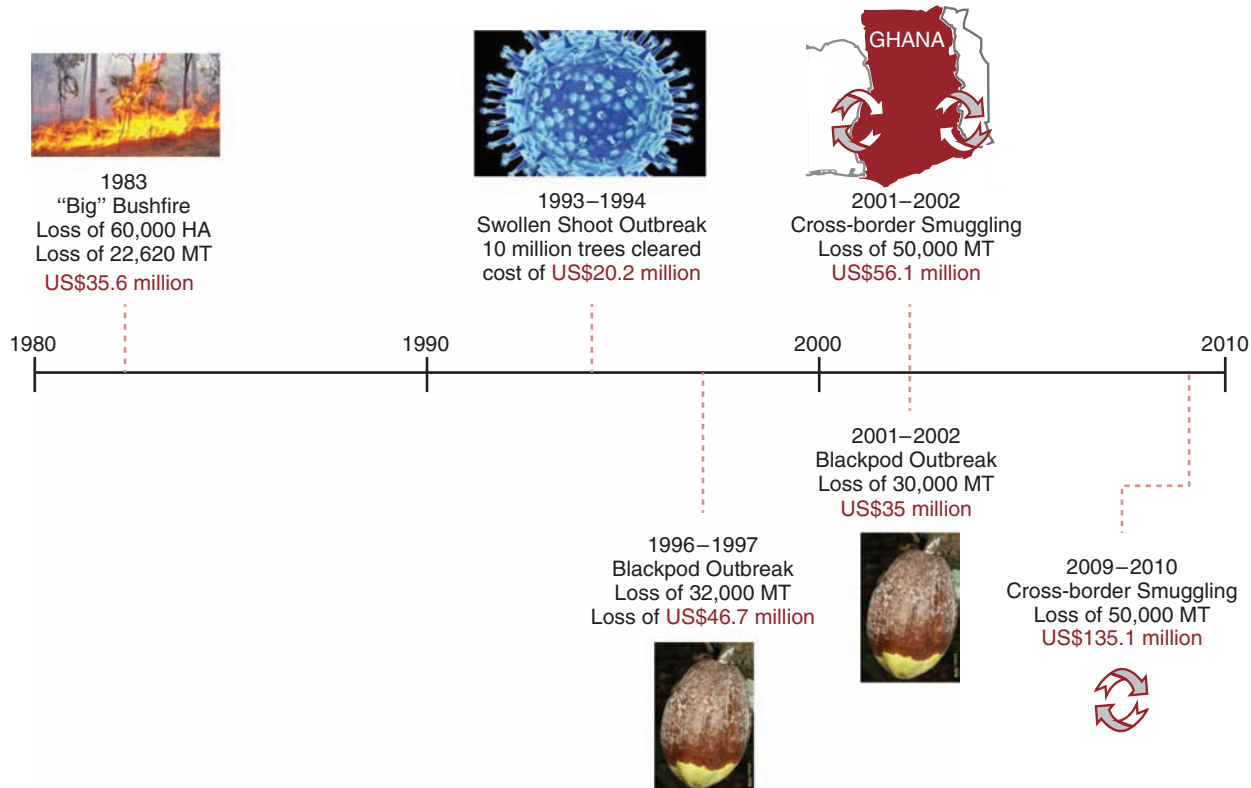 GHANA
1983
“Big” Bushfire
Loss of 60,000 HA
Loss of 22,620 MT
US$35.6 million
1993–1994
Swollen Shoot Outbreak
10 million trees cleared
cost of US$20.2 million
2001–2002
Cross-border Smuggling
Loss of 50,000 MT
US$56.1 million
1980
1990
2000
2010
1996–1997
Blackpod Outbreak
Loss of 32,000 MT
Loss of US$46.7 million
2001–2002
Blackpod Outbreak
Loss of 30,000 MT
US$35 million
2009–2010
Cross-border Smuggling
Loss of 50,000 MT
US$135.1 million